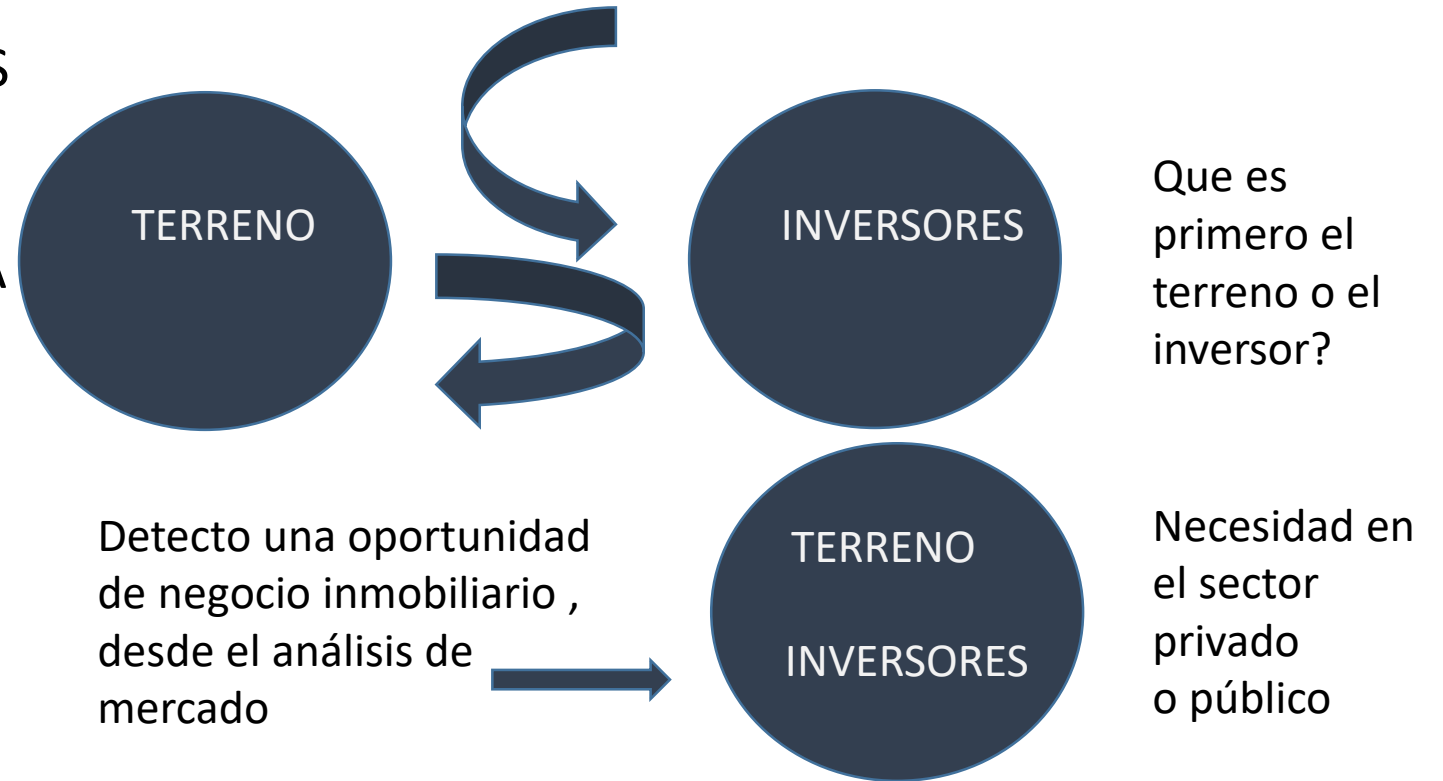 S
A
TERRENO
INVERSORES
Que es
primero el
terreno o el
inversor?
Detecto una oportunidad
de negocio inmobiliario ,
desde el análisis de
mercado
TERRENO
INVERSORES
Necesidad en
el sector
privado
o público